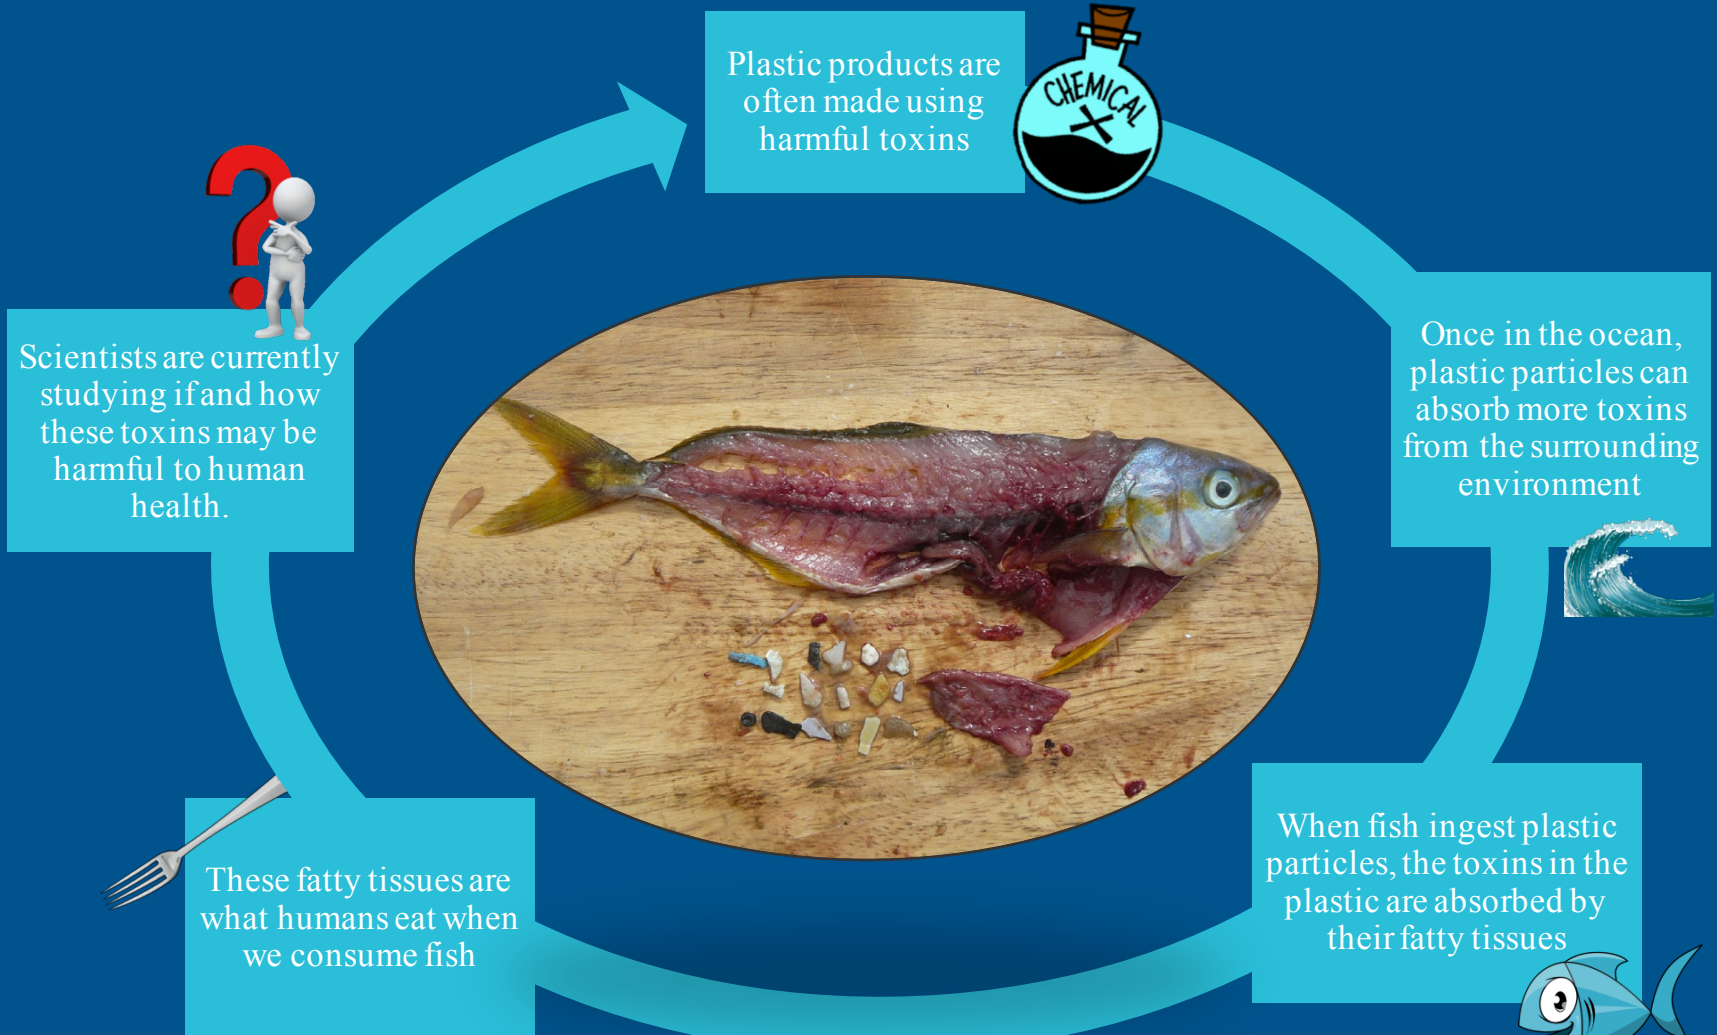 Plastic products are
often made using
harmful toxins
CHEMICAL
X
Once in the ocean,
plastic particles can
absorb more toxins
from the surrounding
environment
When fish ingest plastic
particles, the toxins in the
plastic are absorbed by
their fatty tissues
These fatty tissues are
what humans eat when
we consume fish
Scientists are currently
studying if and how
these toxins may be
harmful to human
health.